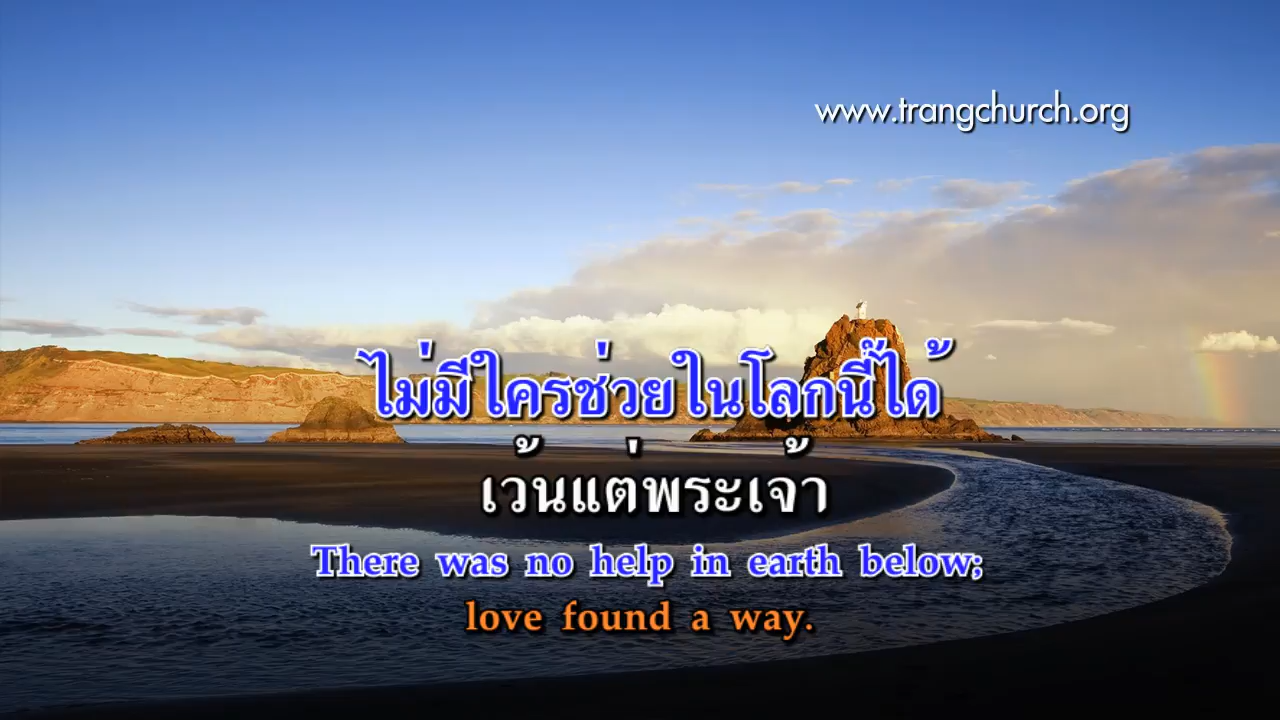 www.trangchurch.org
ไม่มีใครช่วยในโลกนี้ได้
เว้นแต่พระเจ้า
There was no help in earth below;
love found a way.